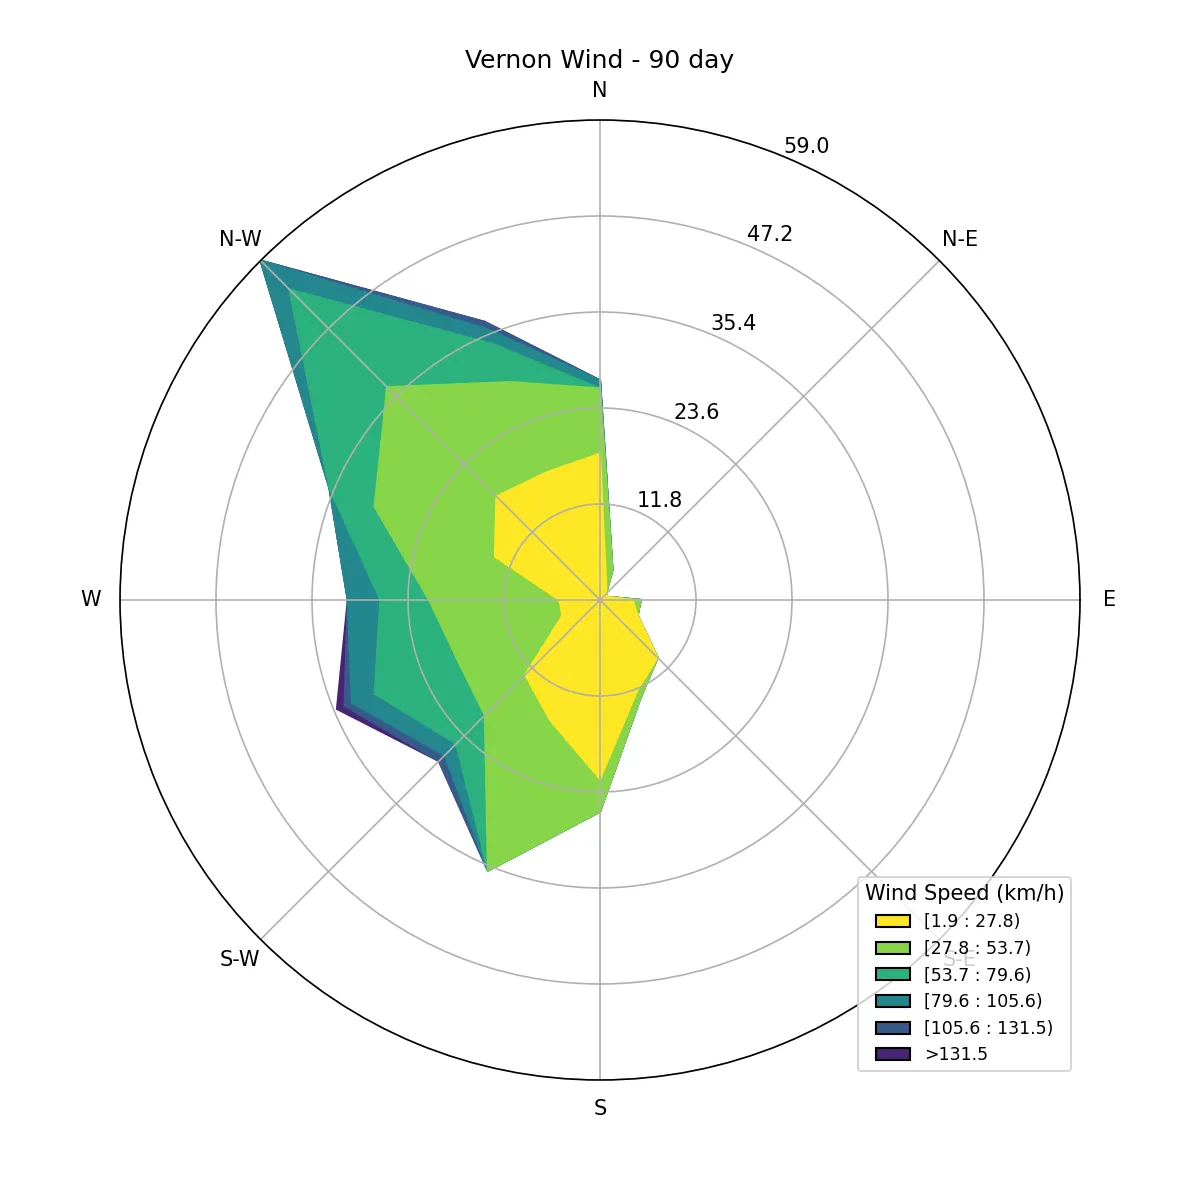 Vernon Wind - 90 day
N
59.0
47.2
N-W
N-E
35.4
23.6
11.8
W
E
Wind Speed (km/h)
[1.9 : 27.8)
[27.8 : 53.7)
S-W
S-E
[53.7 : 79.6)
[79.6 : 105.6)
[105.6 : 131.5)
>131.5
S